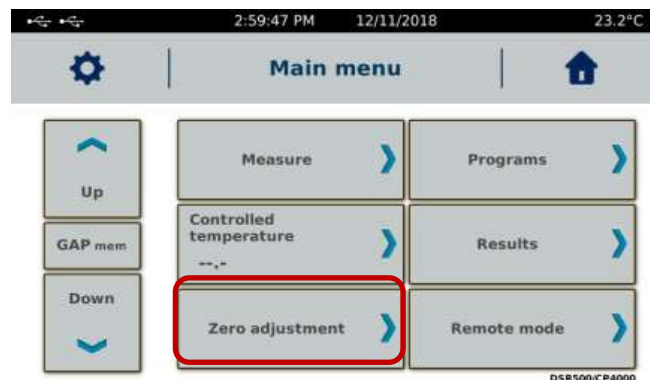 2:59:47 PM 12/11/2018 23.2°C
Main menu
Up
GAP mem
Down
Measure
Programs
Controlled
temperature
--,-
Results
Zero adjustment
Remote mode
DSR500/CP4000